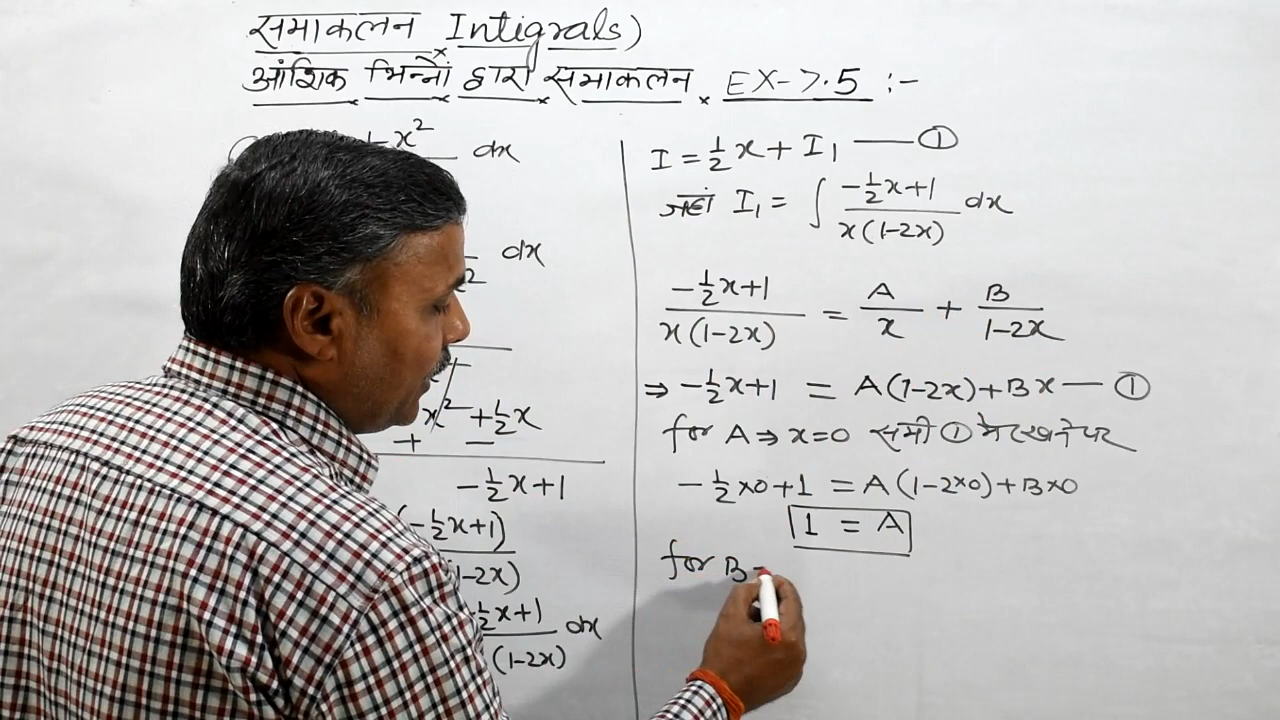 समाकलन Intigrals)
आंशिक भिन्नों द्वारा समाकलन EX-7.5 :-
-x² dx
dx
x² +½x
+ -
-½x+1
(-½x+1)
1-2x)
½x+1 dx
(1-2x)
I = ½x + I₁ —— ①
जहां I₁ = ∫ (-½x+1)/(x(1-2x)) dx
(-½x+1)/(x(1-2x)) = A/x + B/(1-2x)
⇒ -½x+1 = A(1-2x)+Bx — ①
for A ⇒ x=0 समी ① मे रखने पर
-½×0+1 = A(1-2×0)+B×0
1 = A
for B =